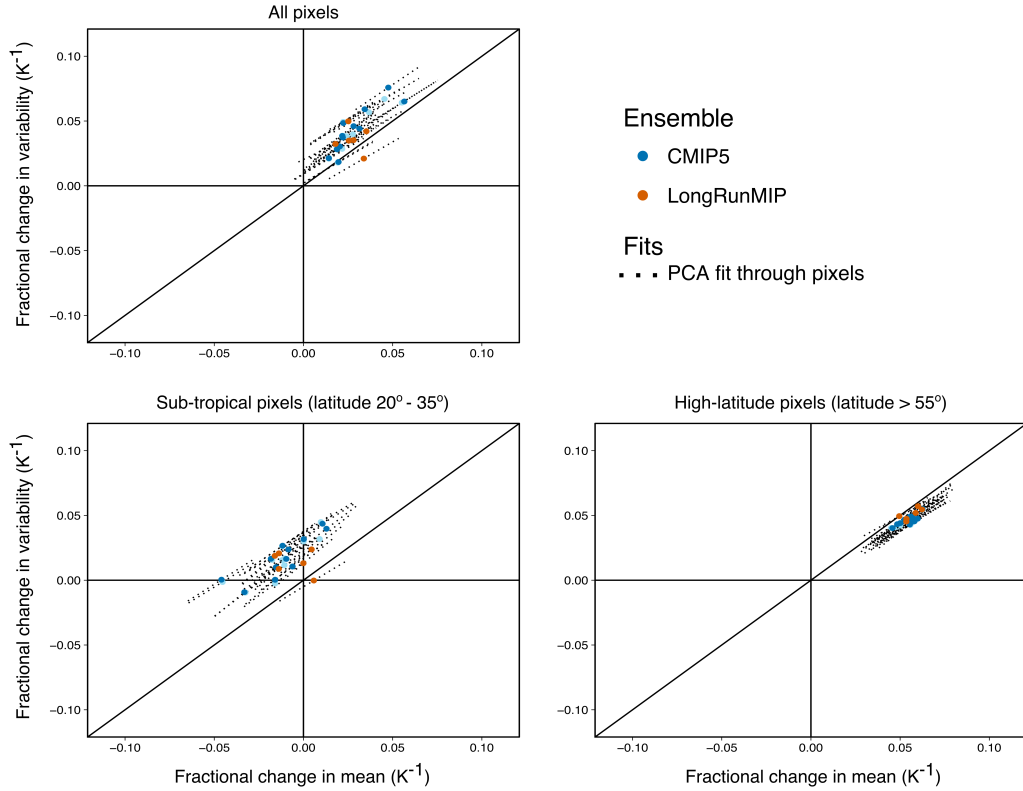 All pixels
Fractional change in variability (K⁻¹)
0.10
0.05
0.00
−0.05
−0.10
−0.10
−0.05
0.00
0.05
0.10
Ensemble
CMIP5
LongRunMIP
Fits
PCA fit through pixels
Sub-tropical pixels (latitude 20º - 35º)
Fractional change in variability (K⁻¹)
0.10
0.05
0.00
−0.05
−0.10
−0.10
−0.05
0.00
0.05
0.10
Fractional change in mean (K⁻¹)
High-latitude pixels (latitude > 55º)
0.10
0.05
0.00
−0.05
−0.10
−0.10
−0.05
0.00
0.05
0.10
Fractional change in mean (K⁻¹)